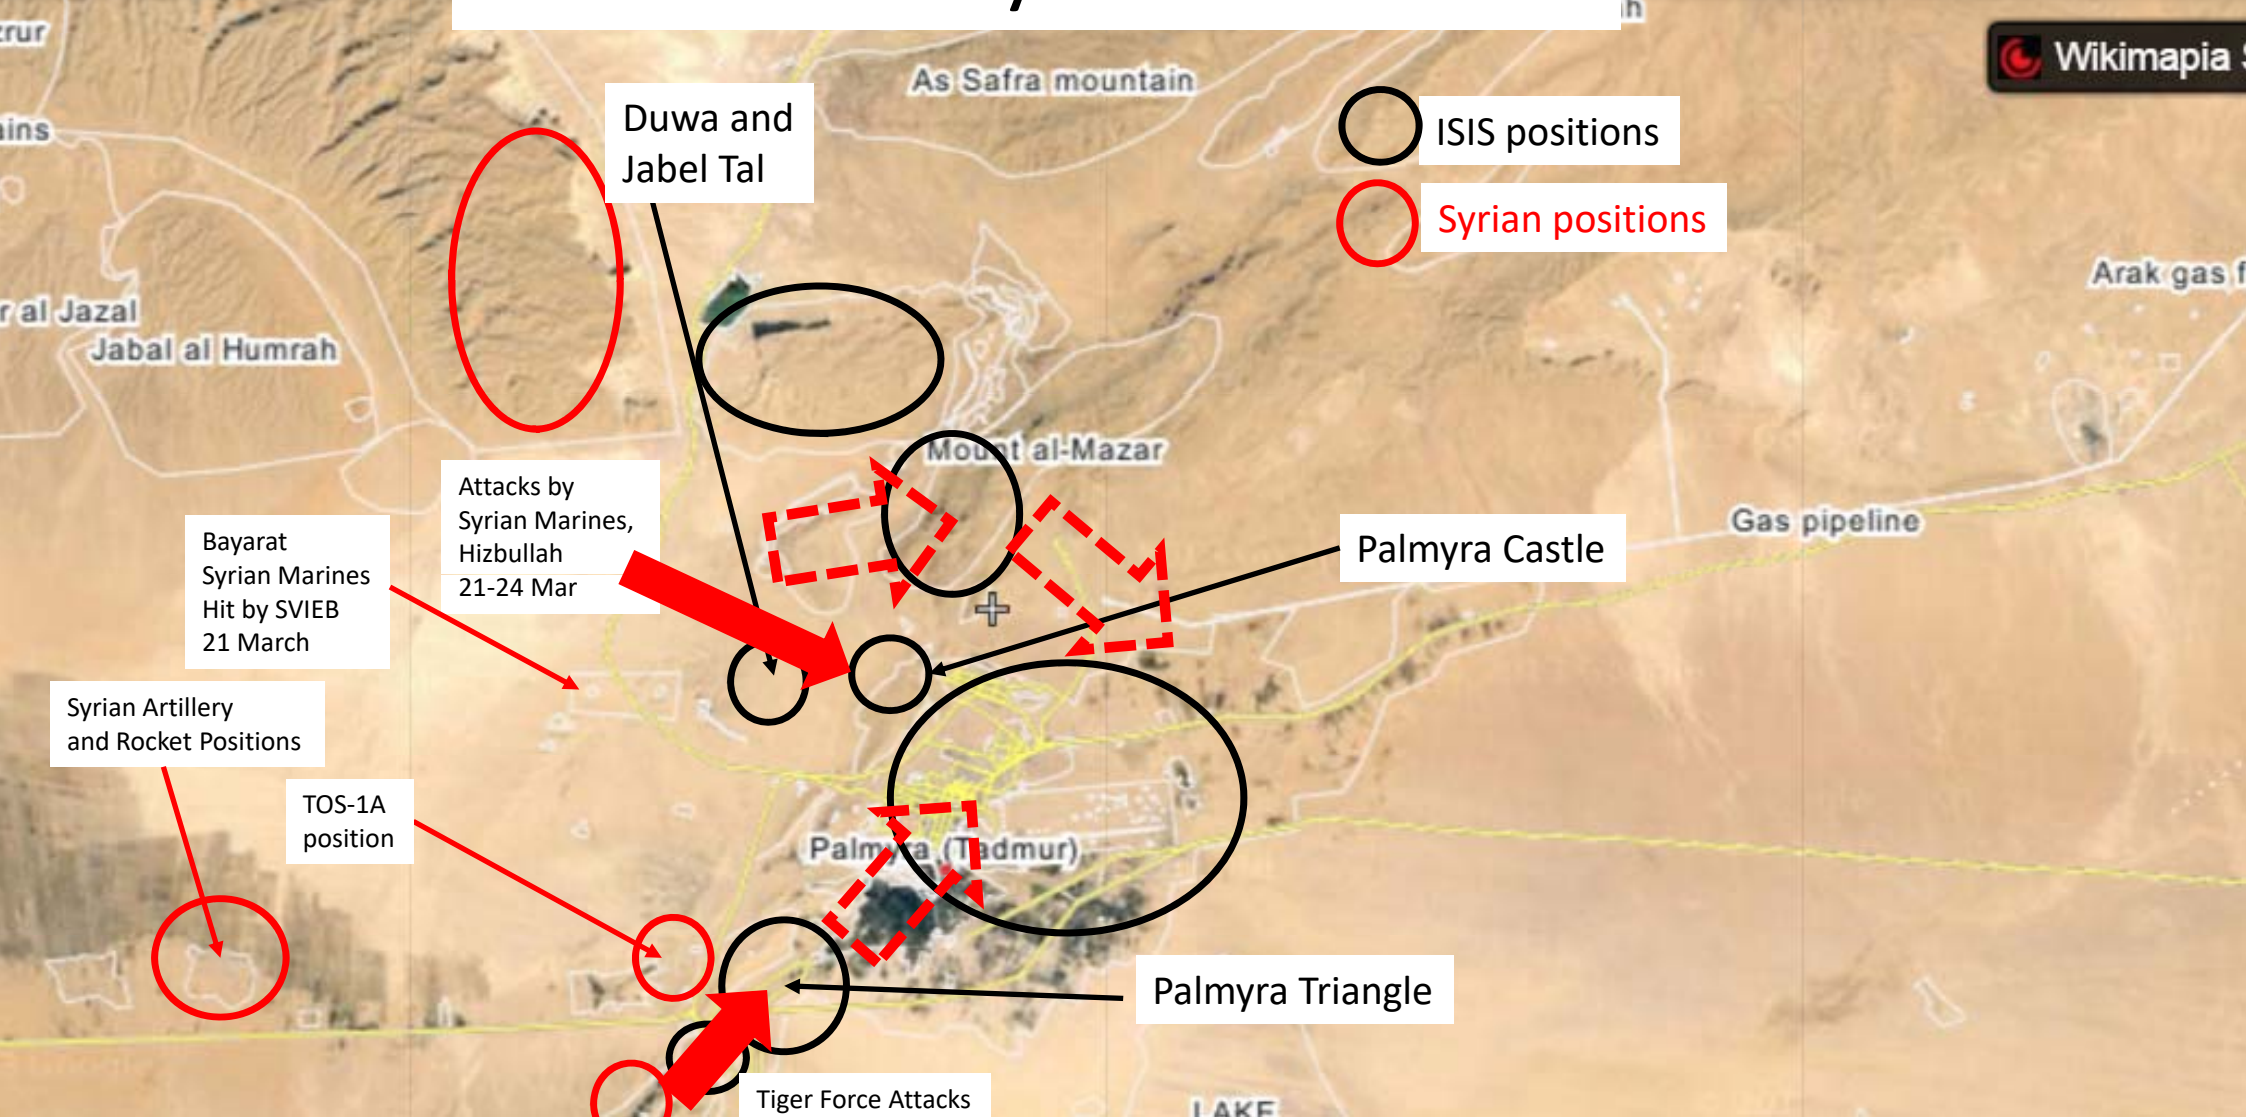 As Safra mountain
Wikimapia
Duwa and
Jabel Tal
ISIS positions
Syrian positions
Arak gas
al Jazal
Jabal al Humrah
Mount al-Mazar
Attacks by
Syrian Marines,
Hizbullah
21-24 Mar
Gas pipeline
Bayarat
Syrian Marines
Hit by SVIEB
21 March
Palmyra Castle
Syrian Artillery
and Rocket Positions
TOS-1A
position
Palmyra (Tadmur)
Palmyra Triangle
Tiger Force Attacks
LAKE